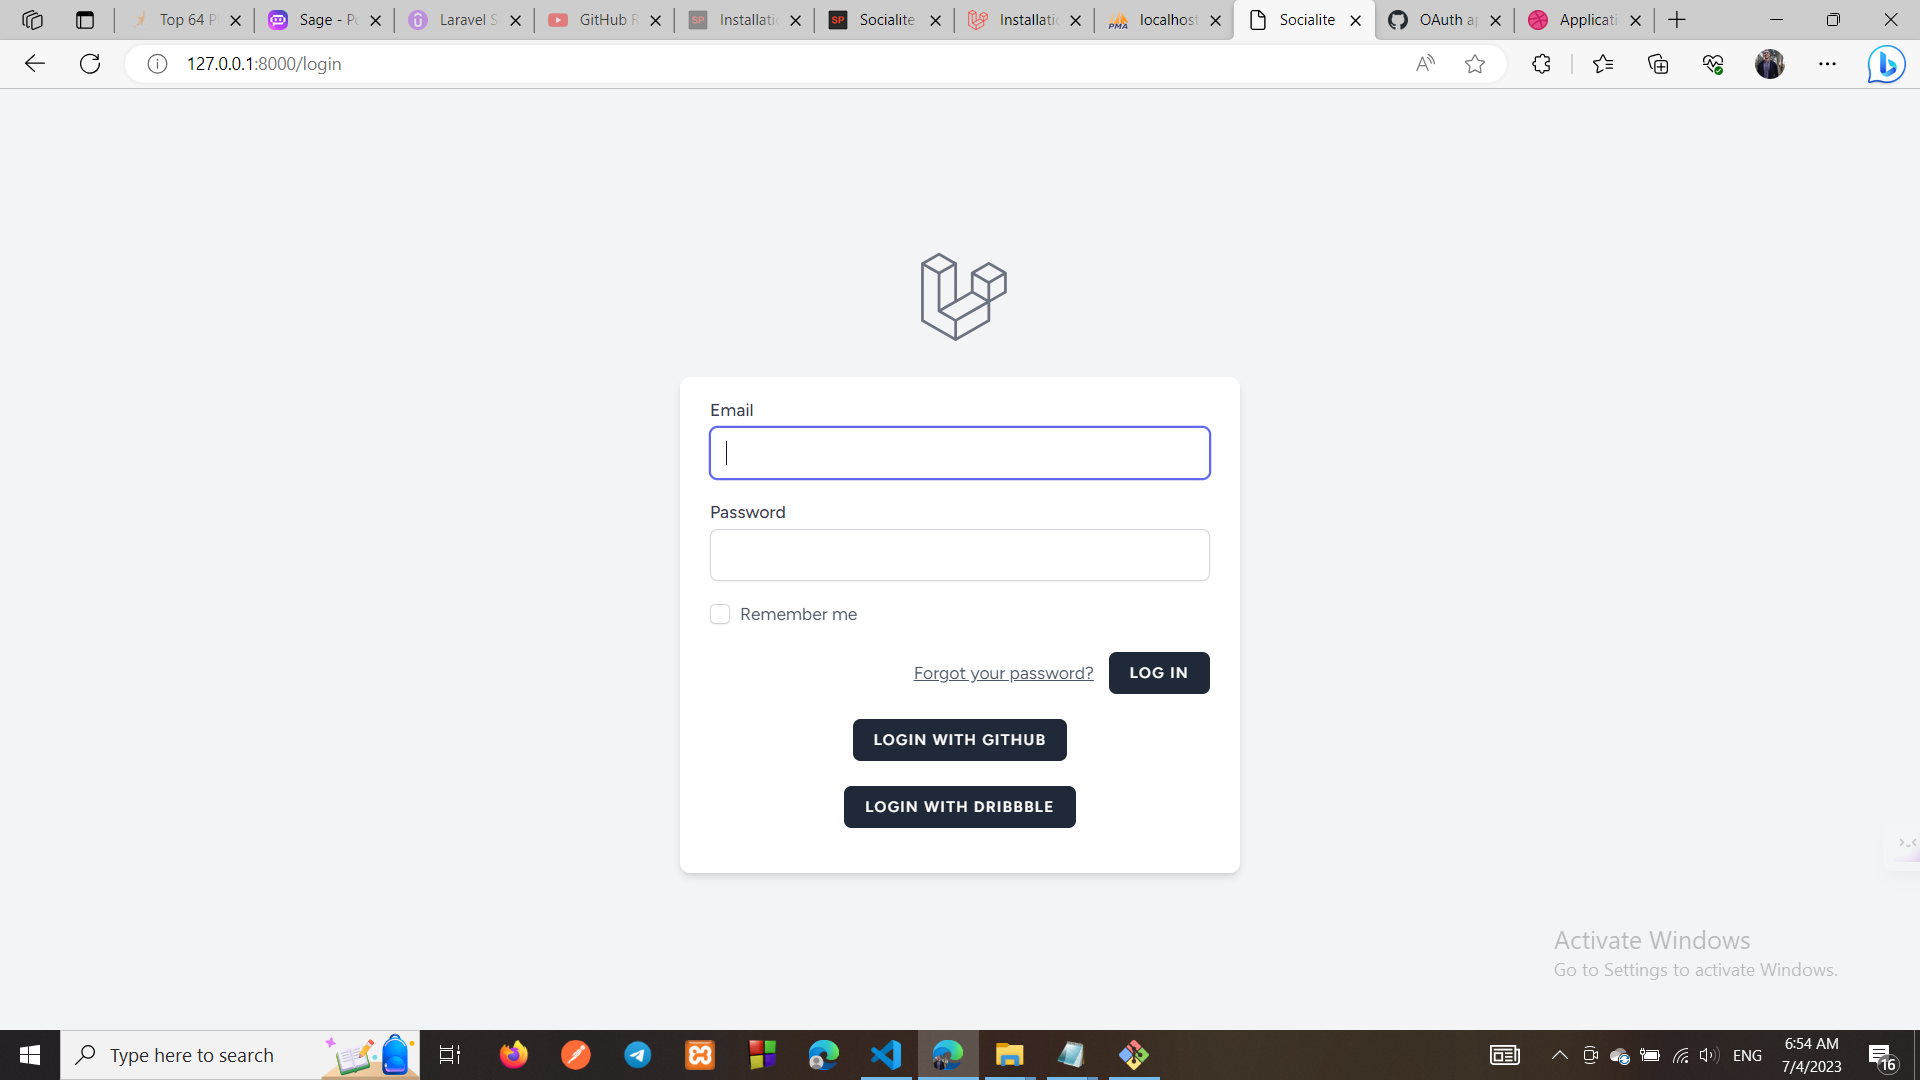 Top 64 P
Sage - Po
Laravel S
GitHub R
Installatio
Socialite
Installatio
localhost
Socialite
OAuth ap
Applicati
127.0.0.1:8000/login
Email
Password
Remember me
Forgot your password?
LOG IN
LOGIN WITH GITHUB
LOGIN WITH DRIBBBLE
Activate Windows
Go to Settings to activate Windows.
Type here to search
ENG
6:54 AM
7/4/2023
16